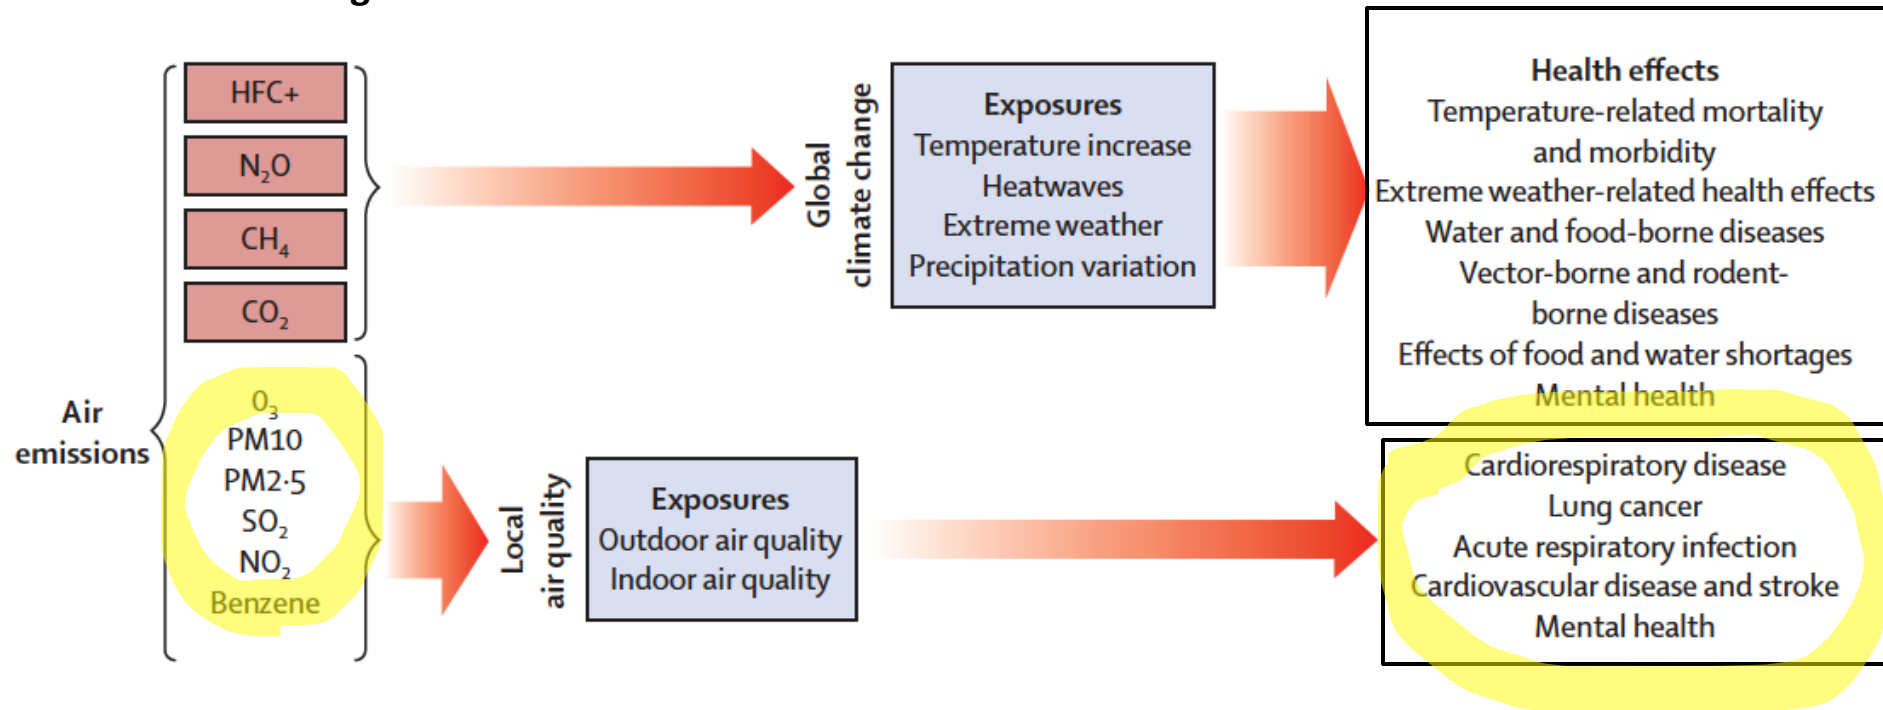 g
Air
emissions
HFC+
N₂O
CH₄
CO₂
O₃
PM10
PM2·5
SO₂
NO₂
Benzene
Global
climate change
Exposures
Temperature increase
Heatwaves
Extreme weather
Precipitation variation
Health effects
Temperature-related mortality
and morbidity
Extreme weather-related health effects
Water and food-borne diseases
Vector-borne and rodent-
borne diseases
Effects of food and water shortages
Mental health
Local
air quality
Exposures
Outdoor air quality
Indoor air quality
Cardiorespiratory disease
Lung cancer
Acute respiratory infection
Cardiovascular disease and stroke
Mental health